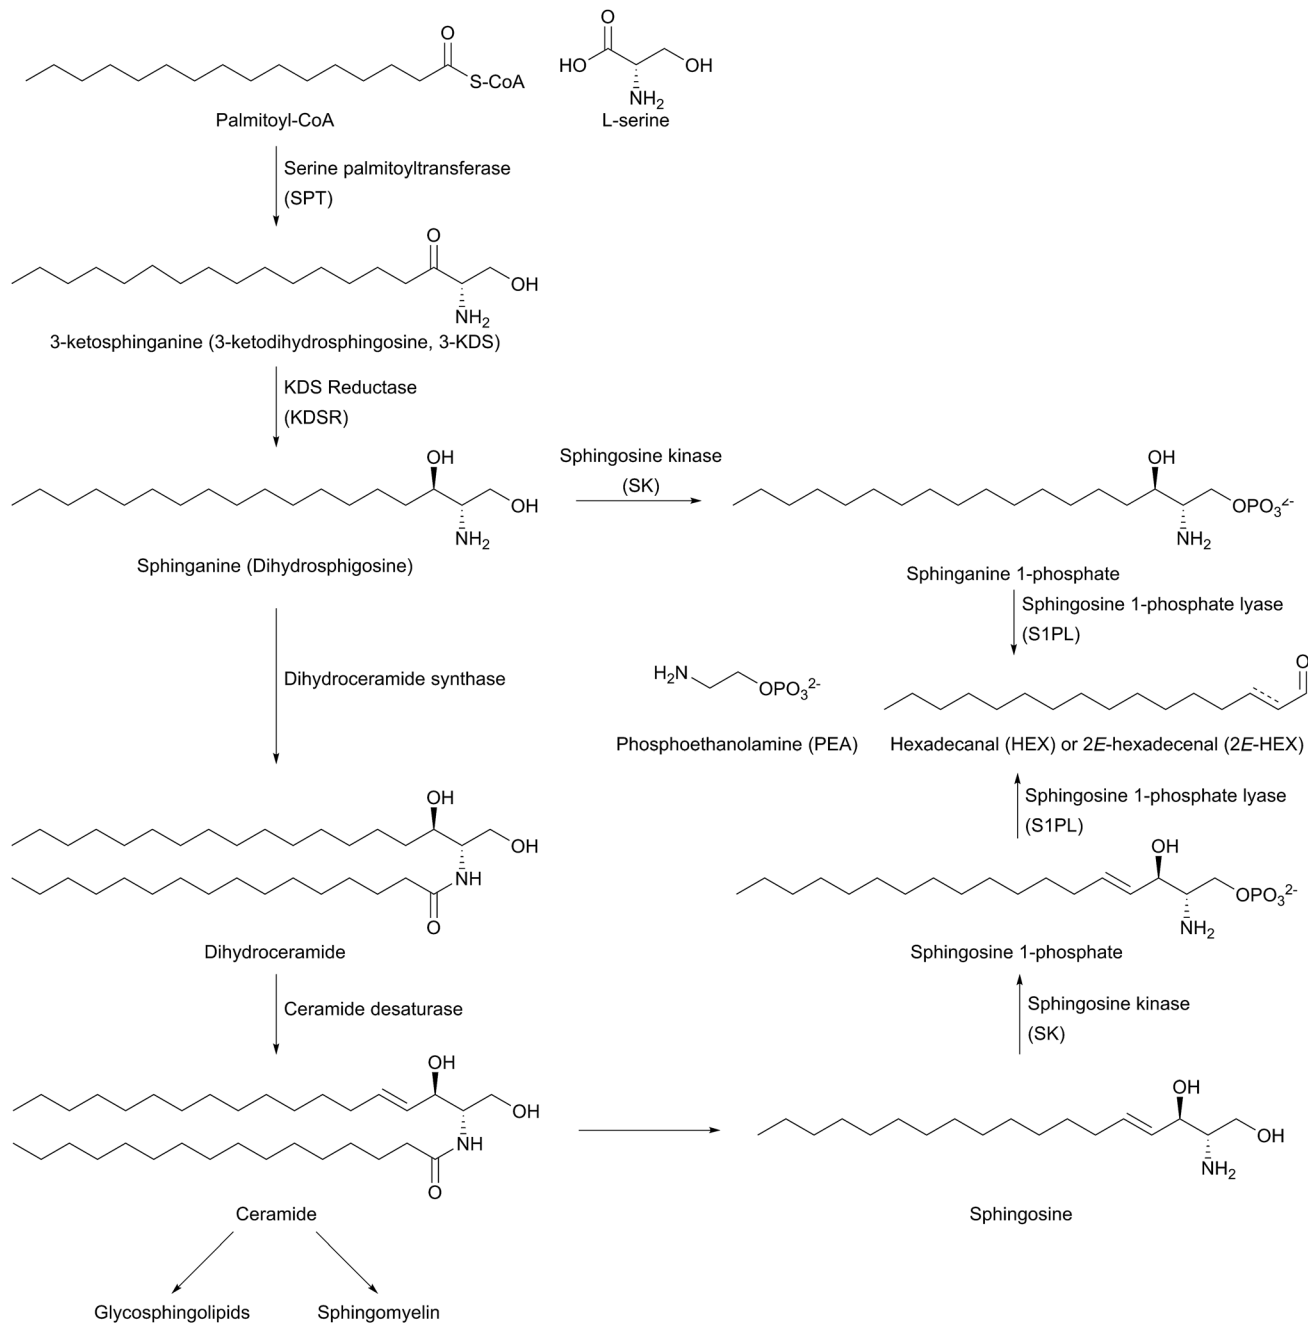 O
S-CoA
Palmitoyl-CoA
O
HO
OH
NH2
L-serine
Serine palmitoyltransferase
(SPT)
O
OH
NH2
3-ketosphinganine (3-ketodihydrosphingosine, 3-KDS)
KDS Reductase
(KDSR)
OH
OH
NH2
Sphinganine (Dihydrosphigosine)
Sphingosine kinase
(SK)
OH
OPO3 2-
NH2
Sphinganine 1-phosphate
Sphingosine 1-phosphate lyase
(S1PL)
Dihydroceramide synthase
H2N
OPO3 2-
Phosphoethanolamine (PEA)
O
Hexadecanal (HEX) or 2E-hexadecenal (2E-HEX)
Sphingosine 1-phosphate lyase
(S1PL)
OH
OH
NH
O
Dihydroceramide
OH
OPO3 2-
NH2
Sphingosine 1-phosphate
Ceramide desaturase
Sphingosine kinase
(SK)
OH
OH
NH
O
Ceramide
OH
OH
NH2
Sphingosine
Glycosphingolipids
Sphingomyelin